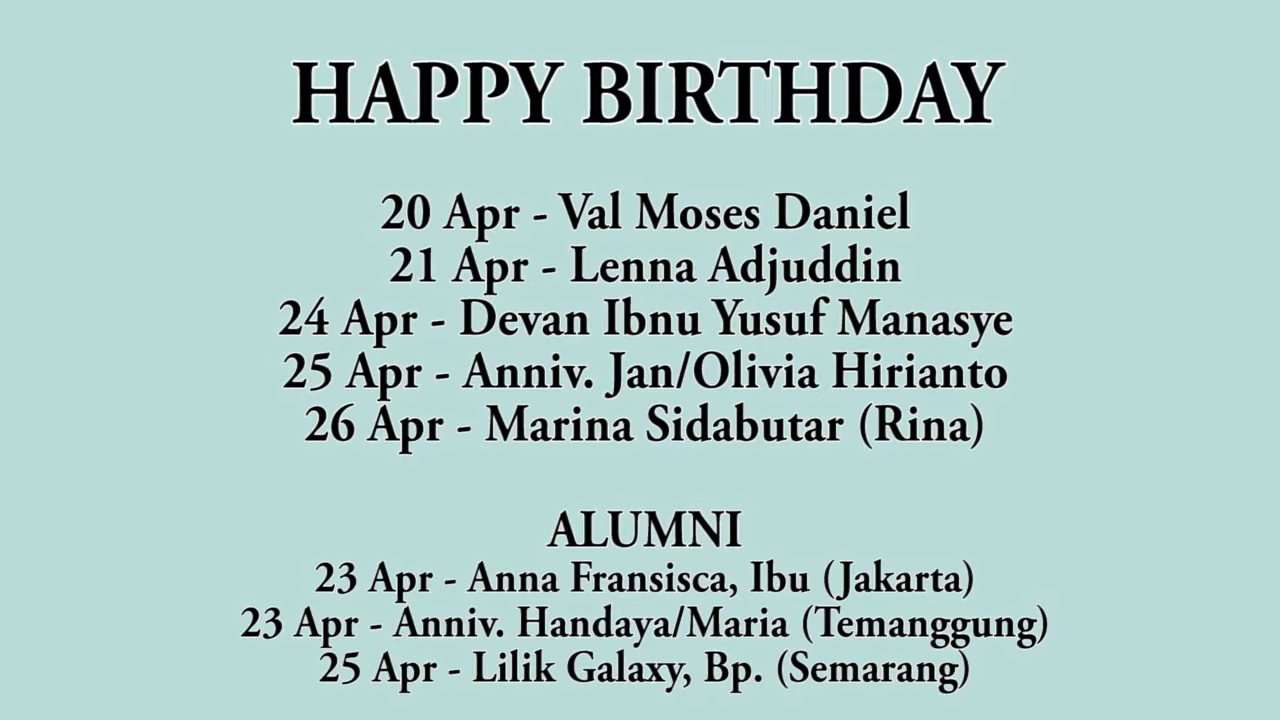 HAPPY BIRTHDAY
20 Apr - Val Moses Daniel
21 Apr - Lenna Adjuddin
24 Apr - Devan Ibnu Yusuf Manasye
25 Apr - Anniv. Jan/Olivia Hirianto
26 Apr - Marina Sidabutar (Rina)
ALUMNI
23 Apr - Anna Fransisca, Ibu (Jakarta)
23 Apr - Anniv. Handaya/Maria (Temanggung)
25 Apr - Lilik Galaxy, Bp. (Semarang)